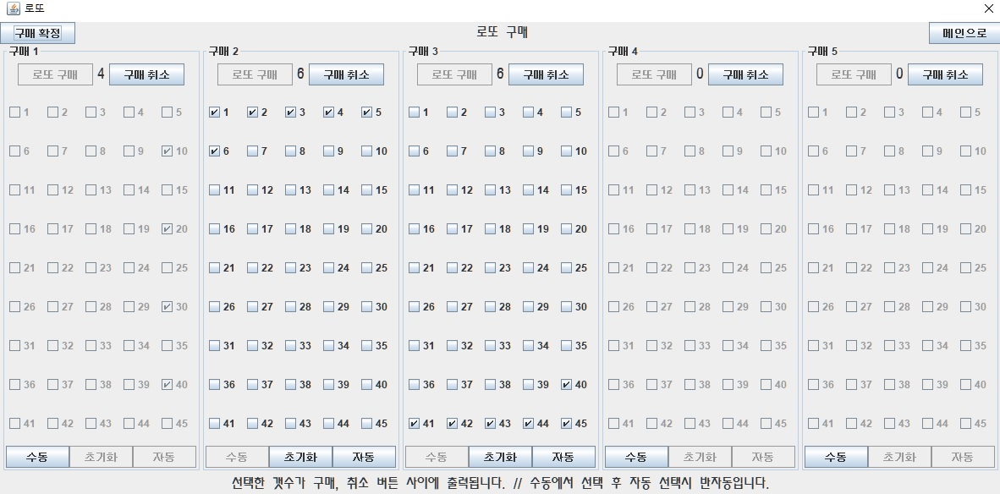 로또
구매 확정 로또 구매 메인으로
구매 1 구매 2 구매 3 구매 4 구매 5
로또 구매 4 구매 취소 로또 구매 6 구매 취소 로또 구매 6 구매 취소 로또 구매 0 구매 취소 로또 구매 0 구매 취소
1 2 3 4 5 1 2 3 4 5 1 2 3 4 5 1 2 3 4 5 1 2 3 4 5
6 7 8 9 10 6 7 8 9 10 6 7 8 9 10 6 7 8 9 10 6 7 8 9 10
11 12 13 14 15 11 12 13 14 15 11 12 13 14 15 11 12 13 14 15 11 12 13 14 15
16 17 18 19 20 16 17 18 19 20 16 17 18 19 20 16 17 18 19 20 16 17 18 19 20
21 22 23 24 25 21 22 23 24 25 21 22 23 24 25 21 22 23 24 25 21 22 23 24 25
26 27 28 29 30 26 27 28 29 30 26 27 28 29 30 26 27 28 29 30 26 27 28 29 30
31 32 33 34 35 31 32 33 34 35 31 32 33 34 35 31 32 33 34 35 31 32 33 34 35
36 37 38 39 40 36 37 38 39 40 36 37 38 39 40 36 37 38 39 40 36 37 38 39 40
41 42 43 44 45 41 42 43 44 45 41 42 43 44 45 41 42 43 44 45 41 42 43 44 45
수동 초기화 자동 수동 초기화 자동 수동 초기화 자동 수동 초기화 자동 수동 초기화 자동
선택한 갯수가 구매, 취소 버튼 사이에 출력됩니다. // 수동에서 선택 후 자동 선택시 반자동입니다.